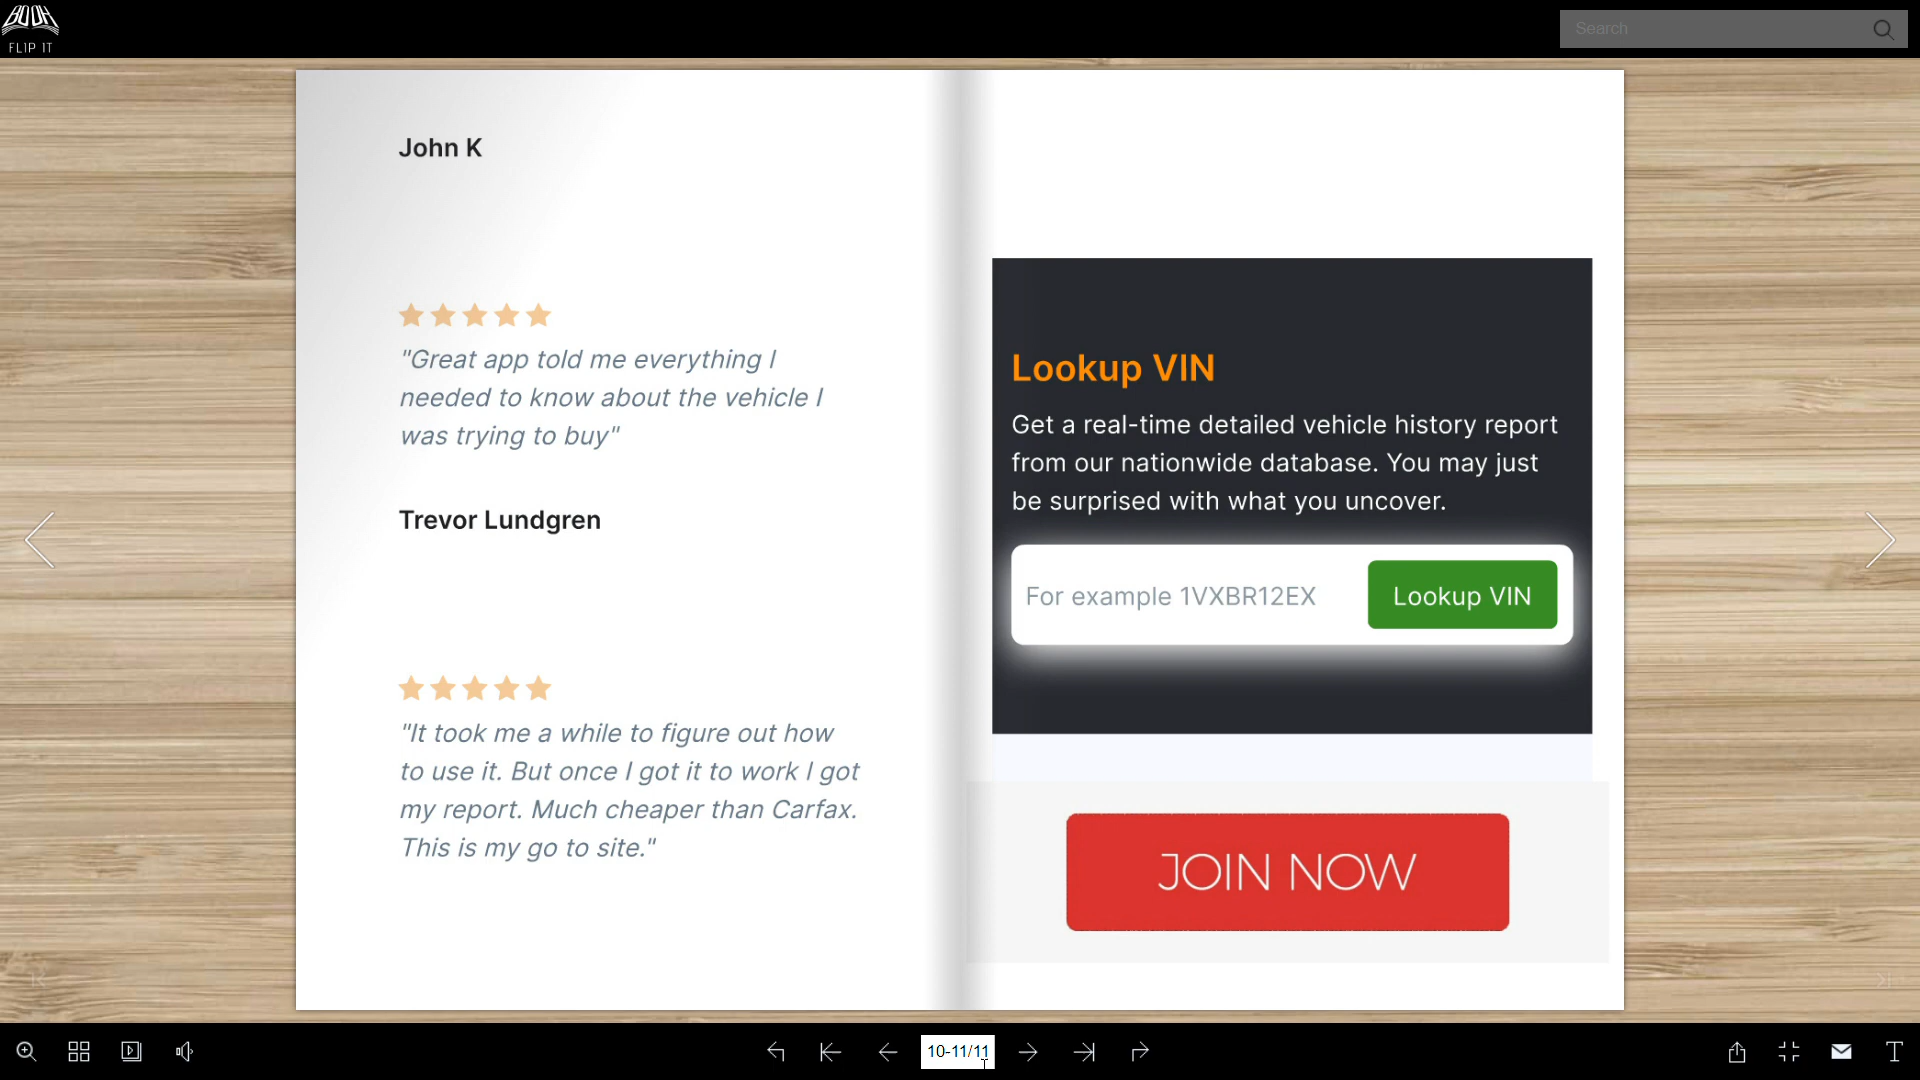 BOOK
FLIP IT
Search
John K
"Great app told me everything I
needed to know about the vehicle I
was trying to buy"
Trevor Lundgren
"It took me a while to figure out how
to use it. But once I got it to work I got
my report. Much cheaper than Carfax.
This is my go to site."
Lookup VIN
Get a real-time detailed vehicle history report
from our nationwide database. You may just
be surprised with what you uncover.
For example 1VXBR12EX
Lookup VIN
JOIN NOW
10-11/11